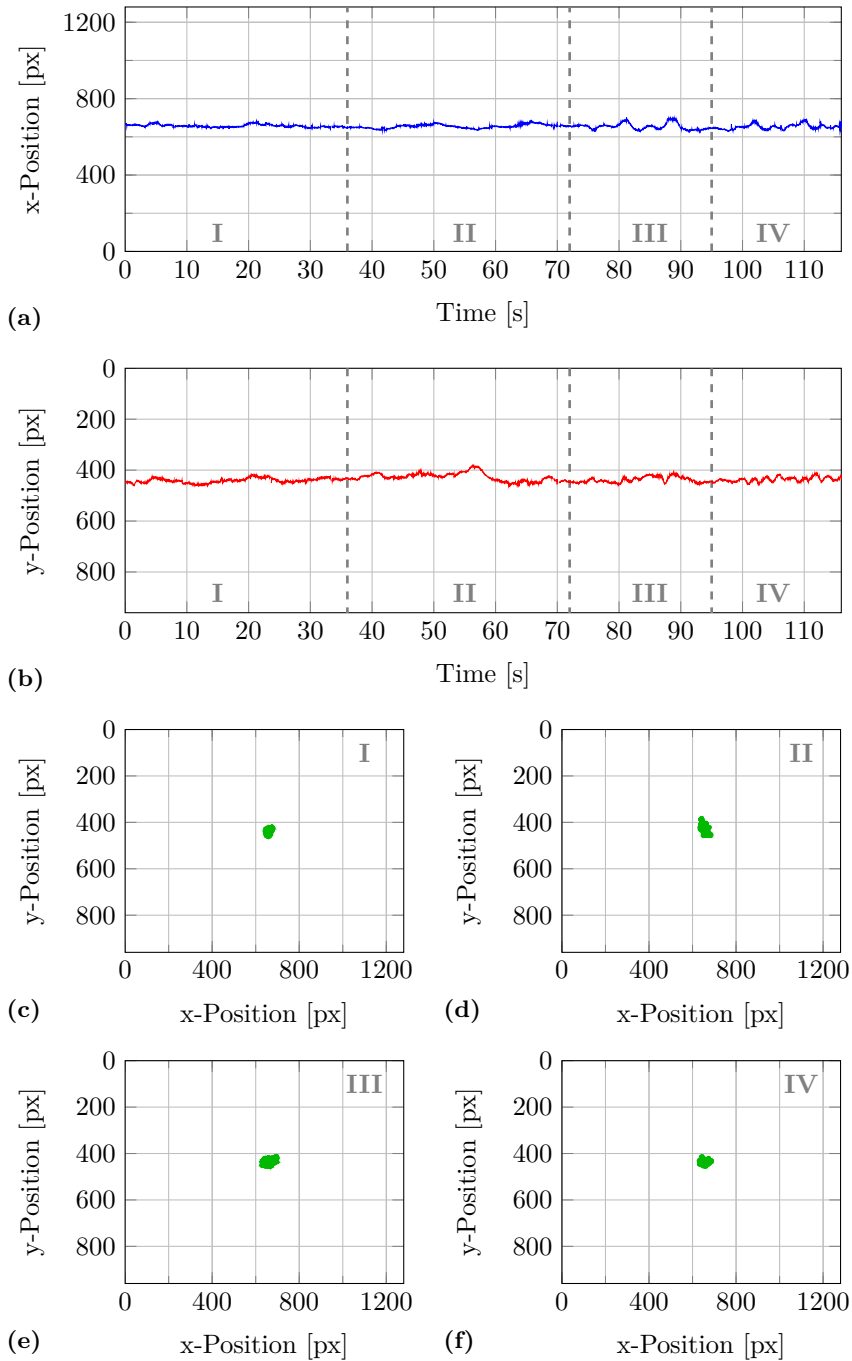 1200
800
400
0
x-Position [px]
I II III IV
0 10 20 30 40 50 60 70 80 90 100 110
Time [s]
(a)
0
200
400
600
800
y-Position [px]
I II III IV
0 10 20 30 40 50 60 70 80 90 100 110
Time [s]
(b)
0
200
400
600
800
y-Position [px]
I
0 400 800 1200
x-Position [px]
(c)
0
200
400
600
800
y-Position [px]
II
0 400 800 1200
x-Position [px]
(d)
0
200
400
600
800
y-Position [px]
III
0 400 800 1200
x-Position [px]
(e)
0
200
400
600
800
y-Position [px]
IV
0 400 800 1200
x-Position [px]
(f)